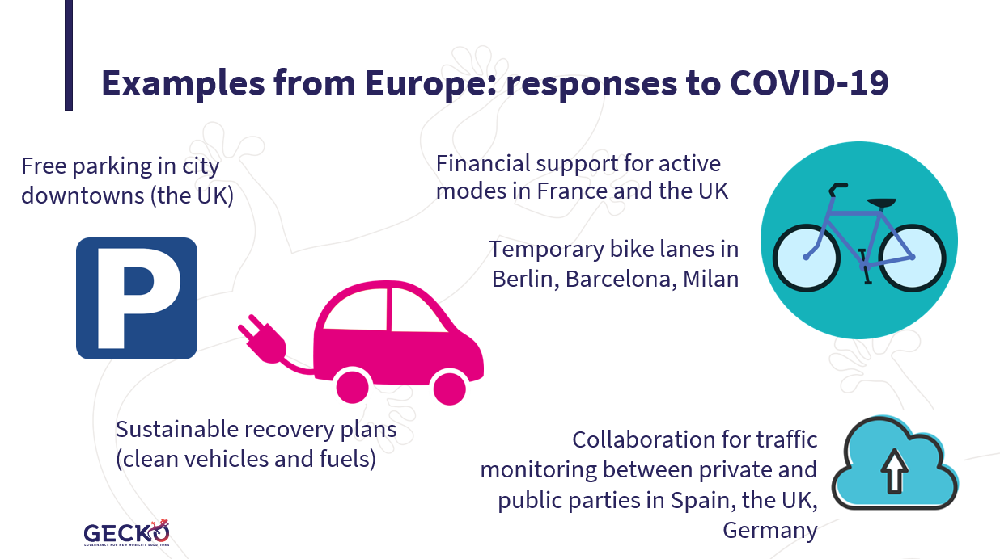 Examples from Europe: responses to COVID-19
Free parking in city
downtowns (the UK)
P
Financial support for active
modes in France and the UK
Temporary bike lanes in
Berlin, Barcelona, Milan
Sustainable recovery plans
(clean vehicles and fuels)
Collaboration for traffic
monitoring between private and
public parties in Spain, the UK,
Germany
GECKO
GOVERNANCE FOR NEW MOBILITY SOLUTIONS